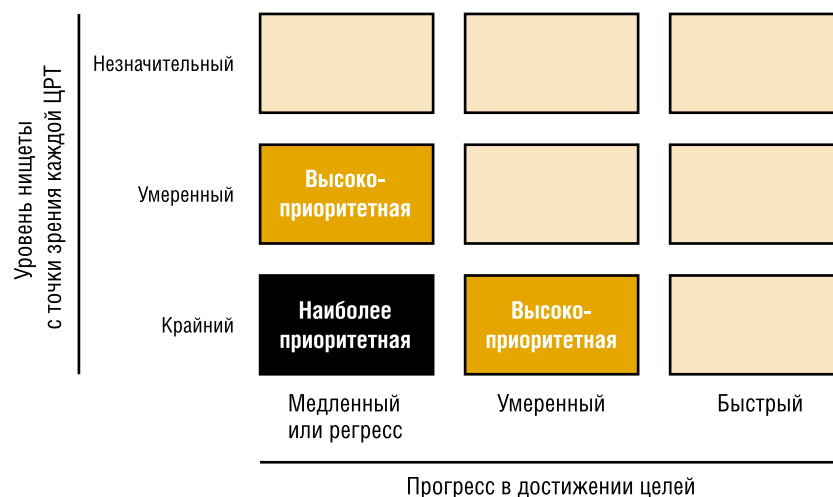 Уровень нищеты
с точки зрения каждой ЦРТ
Незначительный
Умеренный
Высоко-
приоритетная
Крайний
Наиболее
приоритетная
Высоко-
приоритетная
Медленный
или регресс
Умеренный
Быстрый
Прогресс в достижении целей